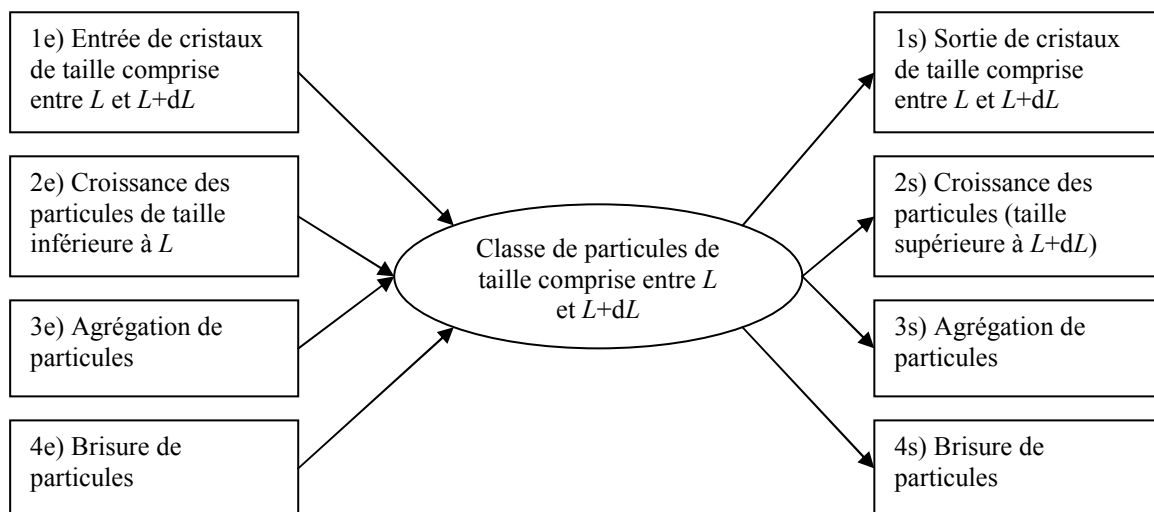 1e) Entrée de cristaux
de taille comprise
entre L et L+dL
2e) Croissance des
particules de taille
inférieure à L
3e) Agrégation de
particules
4e) Brisure de
particules
Classe de particules de
taille comprise entre L
et L+dL
1s) Sortie de cristaux
de taille comprise
entre L et L+dL
2s) Croissance des
particules (taille
supérieure à L+dL)
3s) Agrégation de
particules
4s) Brisure de
particules